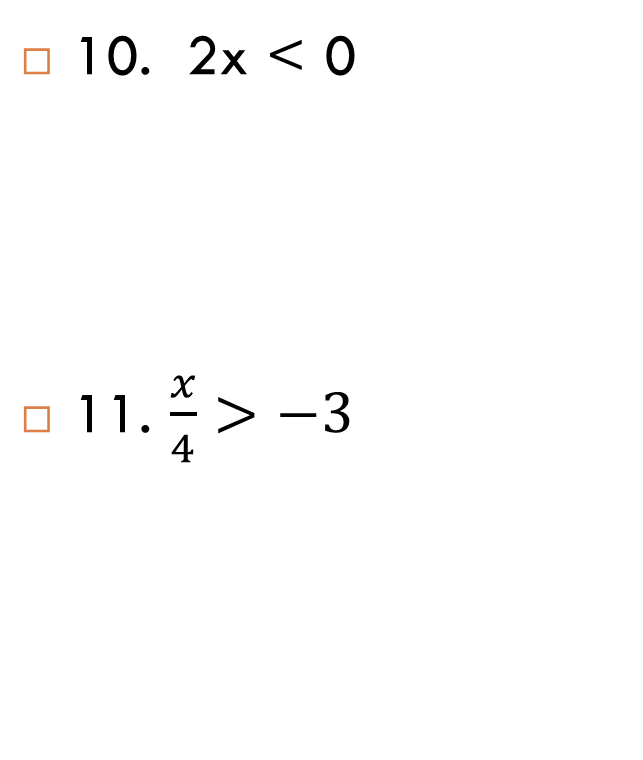 10. 2x < 0
11. x/4 > −3